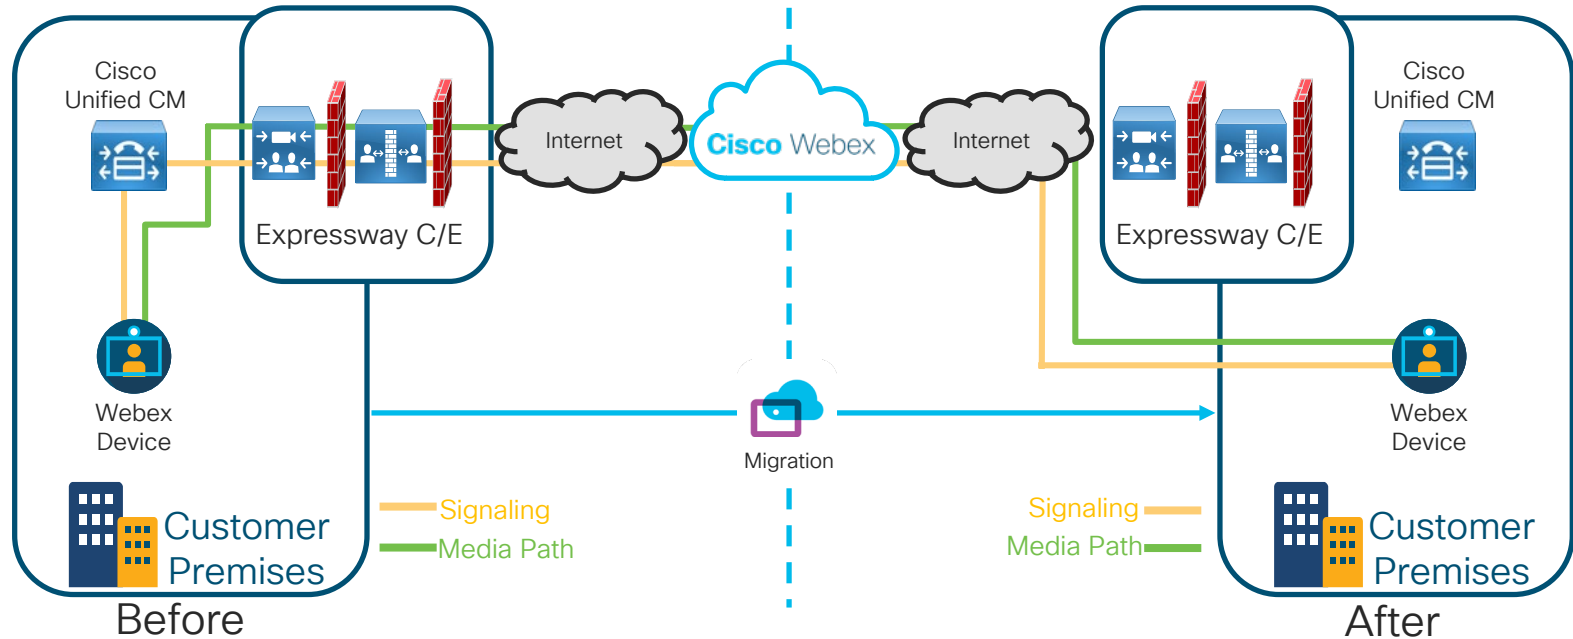 Cisco
Unified CM
Expressway C/E
Internet
Cisco Webex
Internet
Expressway C/E
Cisco
Unified CM
Webex
Device
Migration
Webex
Device
Signaling
Media Path
Signaling
Media Path
Customer
Premises
Customer
Premises
Before
After